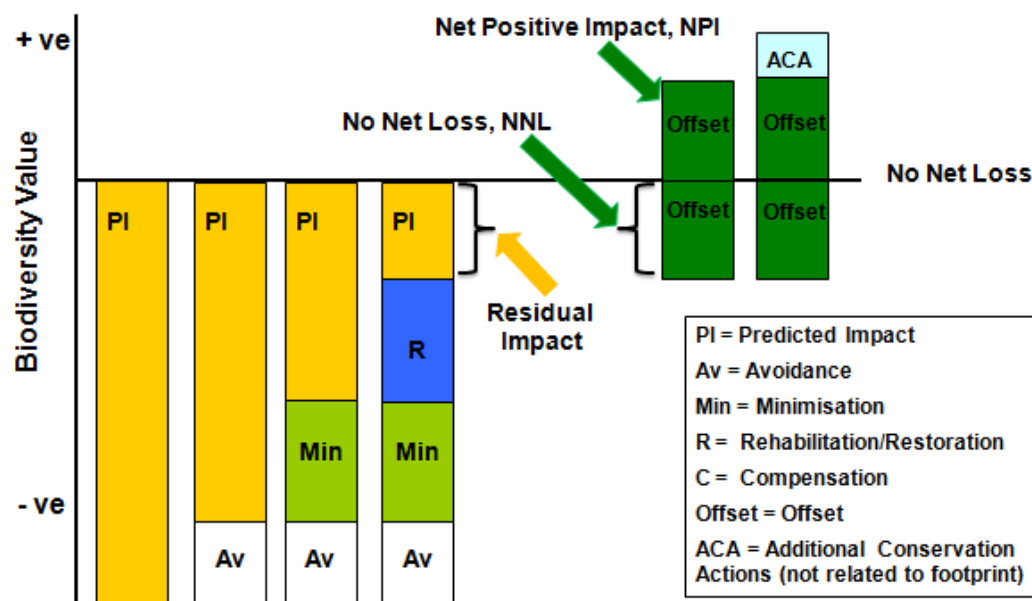 + ve
Net Positive Impact, NPI
ACA
No Net Loss, NNL
Offset
Offset
No Net Loss
Biodiversity Value
PI
PI
PI
PI
Offset
Offset
Residual
Impact
R
Min
Min
- ve
Av
Av
Av
PI = Predicted Impact
Av = Avoidance
Min = Minimisation
R = Rehabilitation/Restoration
C = Compensation
Offset = Offset
ACA = Additional Conservation
Actions (not related to footprint)